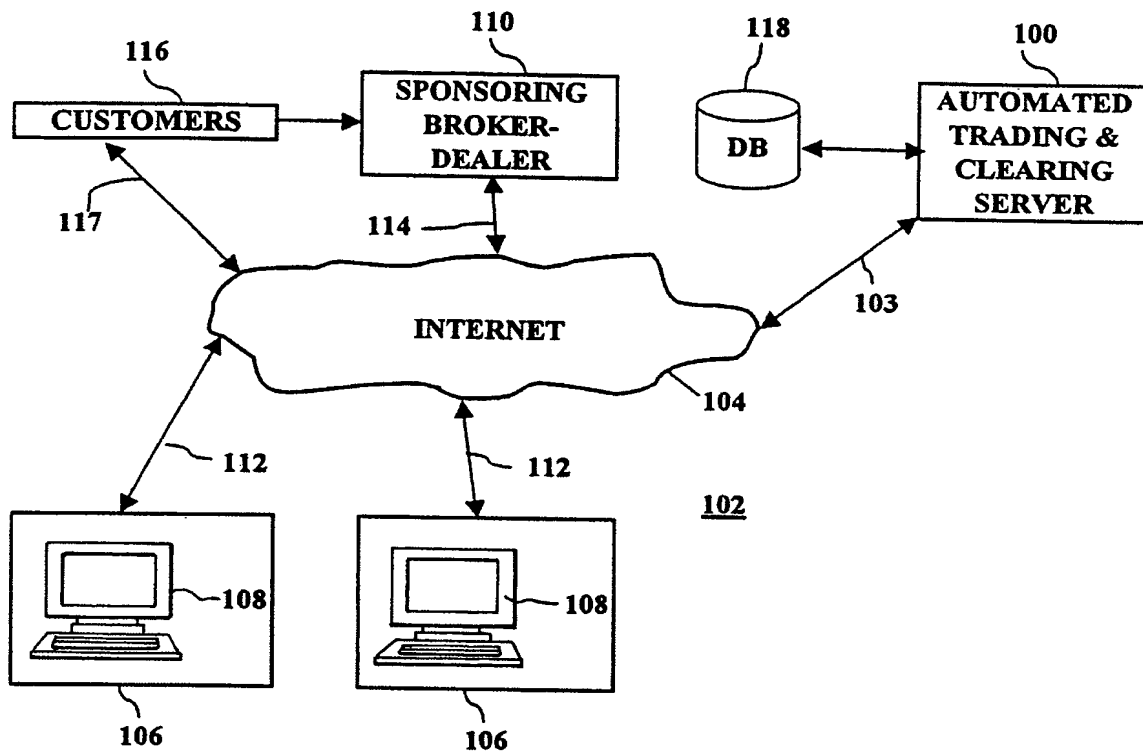 110
118
100
116
CUSTOMERS
SPONSORING
BROKER-
DEALER
DB
AUTOMATED
TRADING &
CLEARING
SERVER
117
114
103
INTERNET
104
112
112
102
108
108
106
106